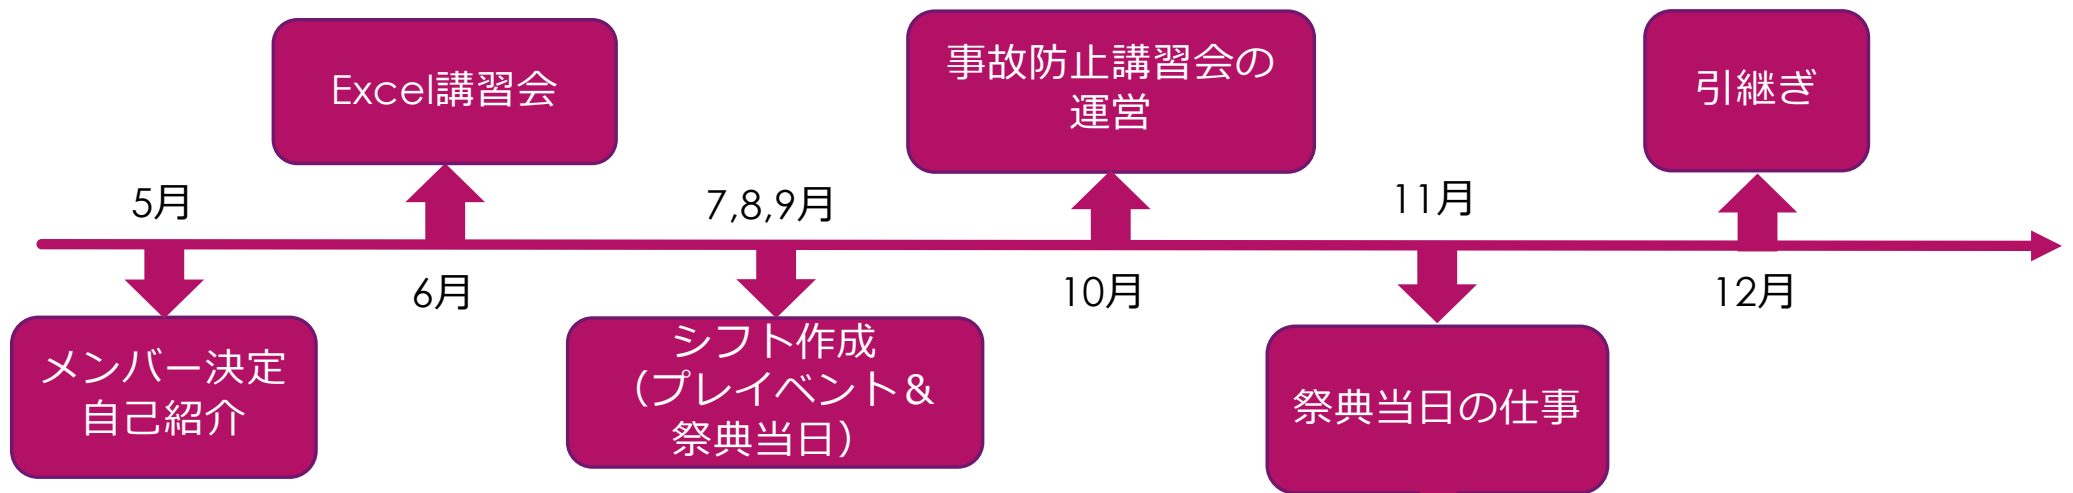 5月
メンバー決定
自己紹介
Excel講習会
6月
7,8,9月
シフト作成
（プレイベント＆
祭典当日）
事故防止講習会の
運営
10月
11月
祭典当日の仕事
引継ぎ
12月